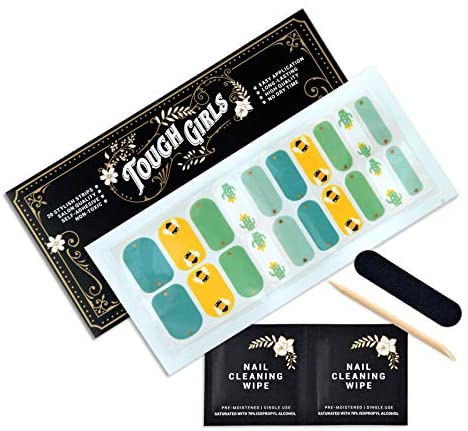 20 STYLISH STRIPS
SALON QUALITY
SELF-ADHESIVE
NON-TOXIC
TOUGH GIRLS
EASY APPLICATION
LONG-LASTING
HIGH QUALITY
NO DRY TIME
NAIL
CLEANING
WIPE
PRE-MOISTENED | SINGLE USE
SATURATED WITH 70% ISOPROPYL ALCOHOL
NAIL
CLEANING
WIPE
PRE-MOISTENED | SINGLE USE
SATURATED WITH 70% ISOPROPYL ALCOHOL